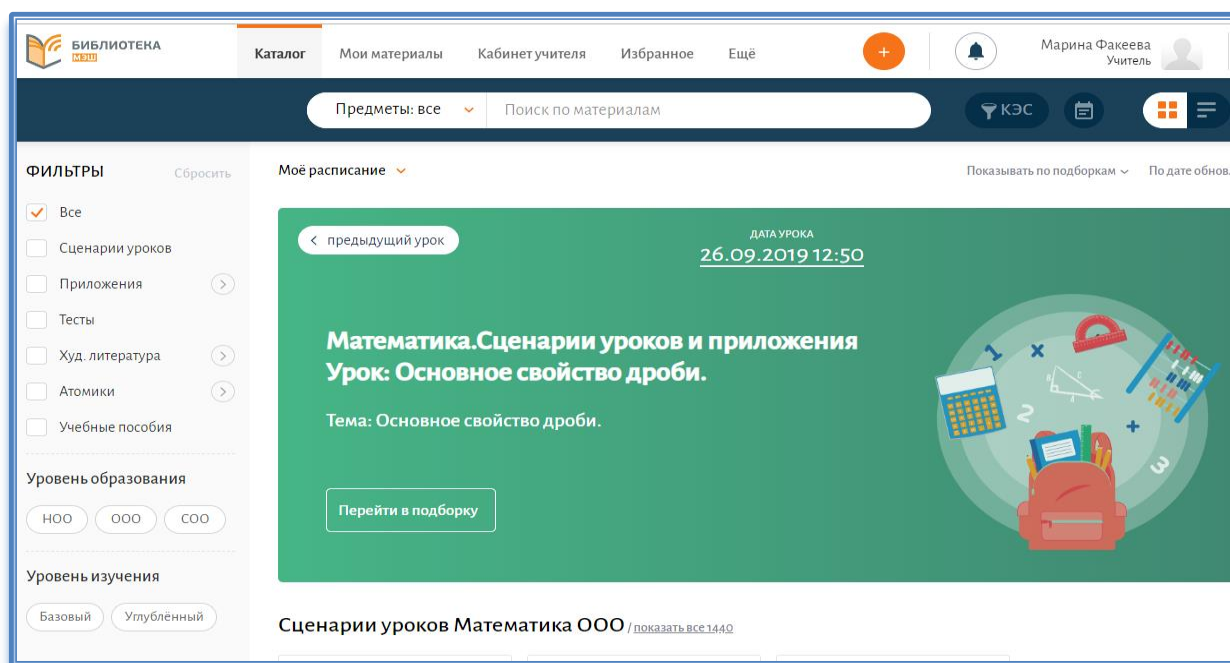 БИБЛИОТЕКА
МЭШ
Каталог
Мои материалы
Кабинет учителя
Избранное
Ещё
+
Марина Факеева
Учитель
Предметы: все
Поиск по материалам
КЭС
ФИЛЬТРЫ
Сбросить
Все
Сценарии уроков
Приложения
Тесты
Худ. литература
Атомики
Учебные пособия
Уровень образования
НОО
ООО
СОО
Уровень изучения
Базовый
Углублённый
Моё расписание
Показывать по подборкам
По дате обнов.
предыдущий урок
ДАТА УРОКА
26.09.2019 12:50
Математика.Сценарии уроков и приложения
Урок: Основное свойство дроби.
Тема: Основное свойство дроби.
Перейти в подборку
1
x
2
+
3
Сценарии уроков Математика ООО / показать все 1440